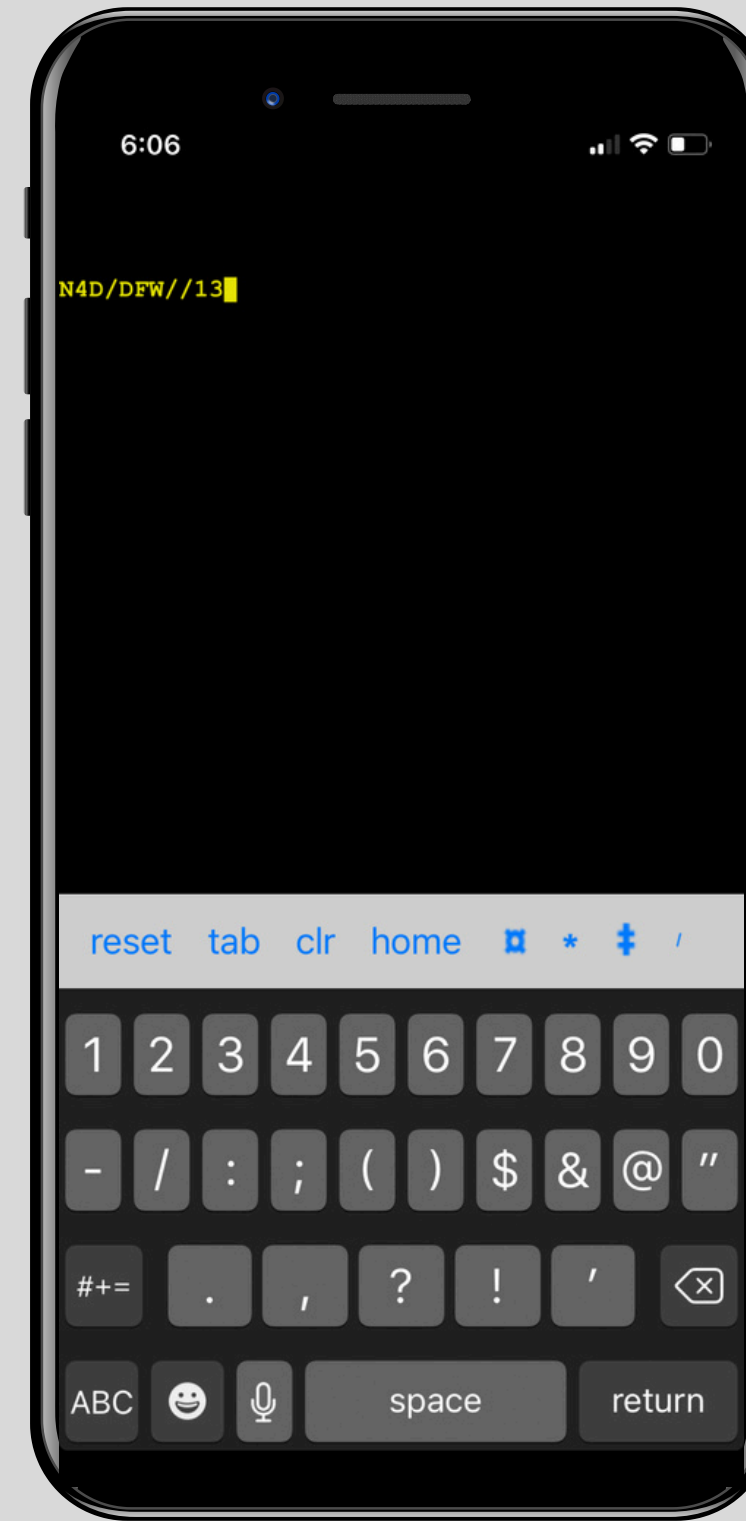 6:06
N4D/DFW//13
reset tab clr home ¤ * ‡ /
1 2 3 4 5 6 7 8 9 0
- / : ; ( ) $ & @ "
#+= . , ? ! '
ABC space return